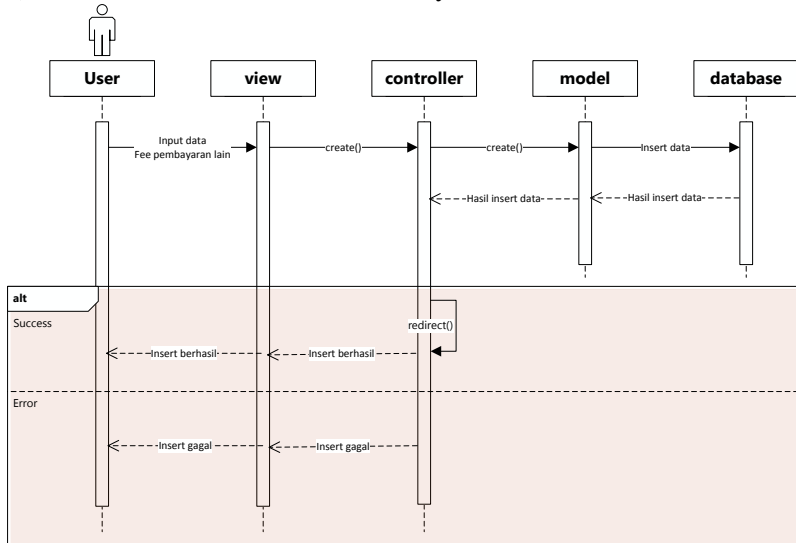 User
view
controller
model
database
Input data
Fee pembayaran lain
create()
create()
Insert data
Hasil insert data
Hasil insert data
alt
Success
redirect()
Insert berhasil
Insert berhasil
Error
Insert gagal
Insert gagal